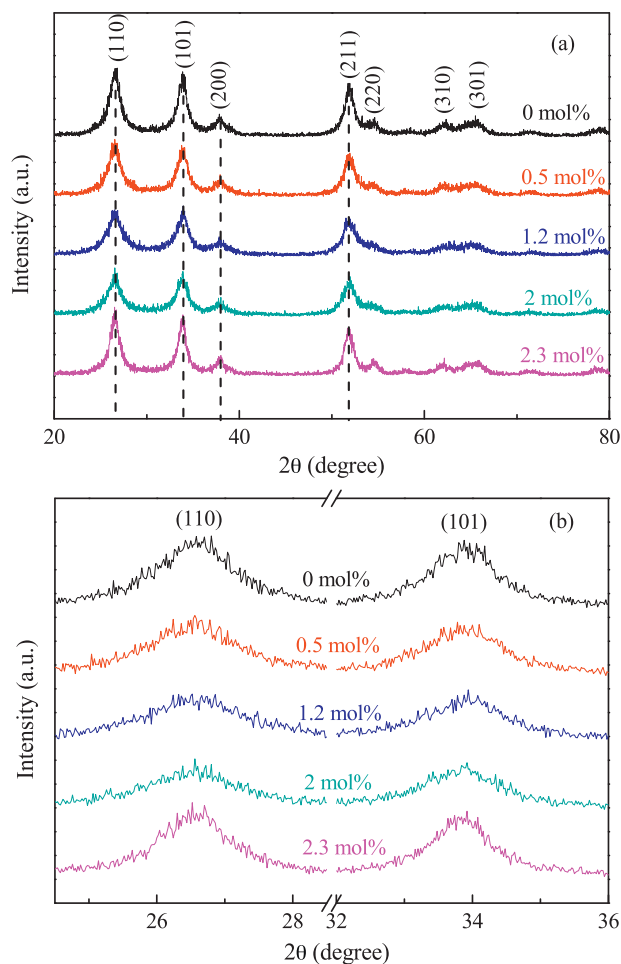 (110)
(101)
(200)
(211)
(220)
(310)
(301)
(a)
0 mol%
0.5 mol%
1.2 mol%
2 mol%
2.3 mol%
Intensity (a.u.)
20
40
60
80
2θ (degree)
(110)
(101)
(b)
0 mol%
0.5 mol%
1.2 mol%
2 mol%
2.3 mol%
Intensity (a.u.)
26
28
32
34
36
2θ (degree)